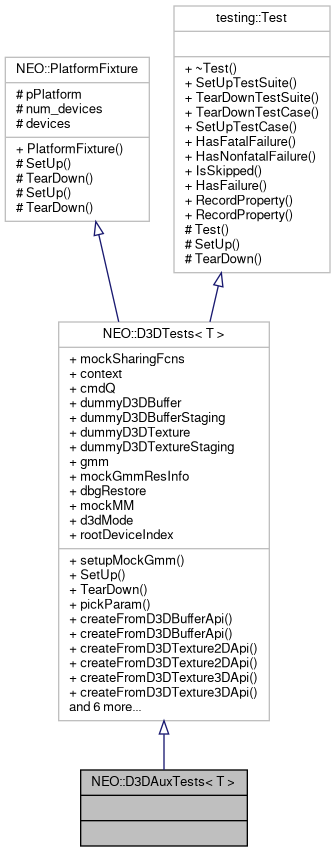 testing::Test
+ ~Test()
+ SetUpTestSuite()
+ TearDownTestSuite()
+ TearDownTestCase()
+ SetUpTestCase()
+ HasFatalFailure()
+ HasNonfatalFailure()
+ IsSkipped()
+ HasFailure()
+ RecordProperty()
+ RecordProperty()
# Test()
# SetUp()
# TearDown()
NEO::PlatformFixture
# pPlatform
# num_devices
# devices
+ PlatformFixture()
# SetUp()
# TearDown()
# SetUp()
# TearDown()
NEO::D3DTests< T >
+ mockSharingFcns
+ context
+ cmdQ
+ dummyD3DBuffer
+ dummyD3DBufferStaging
+ dummyD3DTexture
+ dummyD3DTextureStaging
+ gmm
+ mockGmmResInfo
+ dbgRestore
+ mockMM
+ d3dMode
+ rootDeviceIndex
+ setupMockGmm()
+ SetUp()
+ TearDown()
+ pickParam()
+ createFromD3DBufferApi()
+ createFromD3DBufferApi()
+ createFromD3DTexture2DApi()
+ createFromD3DTexture2DApi()
+ createFromD3DTexture3DApi()
+ createFromD3DTexture3DApi()
and 6 more...
NEO::D3DAuxTests< T >